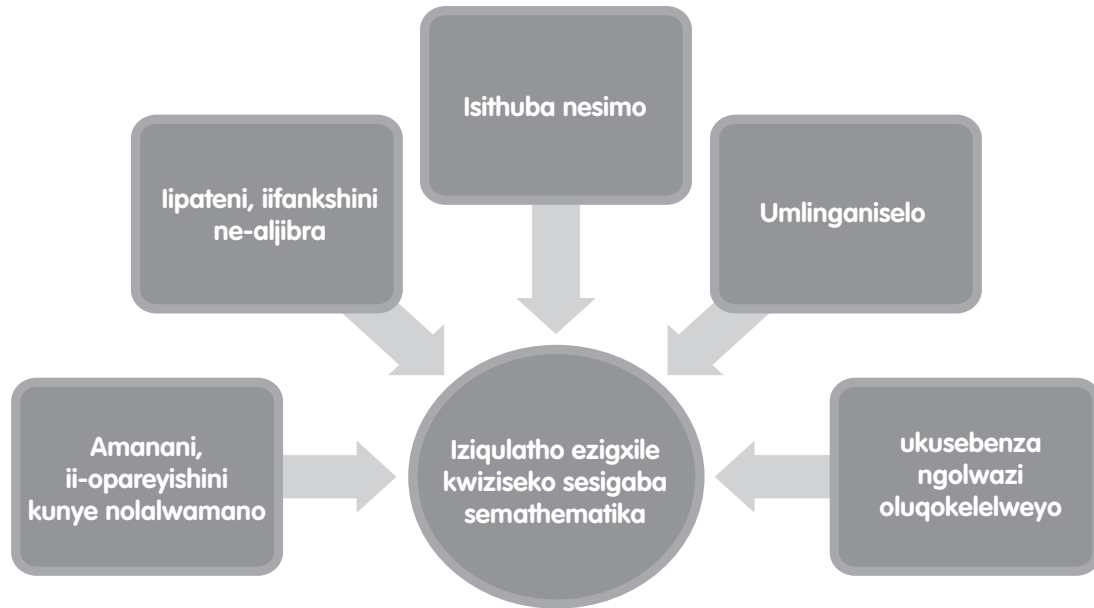 Isithuba nesimo
Iipateni, iifankshini
ne-aljibra
Umlinganiselo
Amanani,
ii-opareyishini
kunye nolalwamano
Iziqulatho ezigxile
kwiziseko sesigaba
semathematika
ukusebenza
ngolwazi
oluqokelelweyo